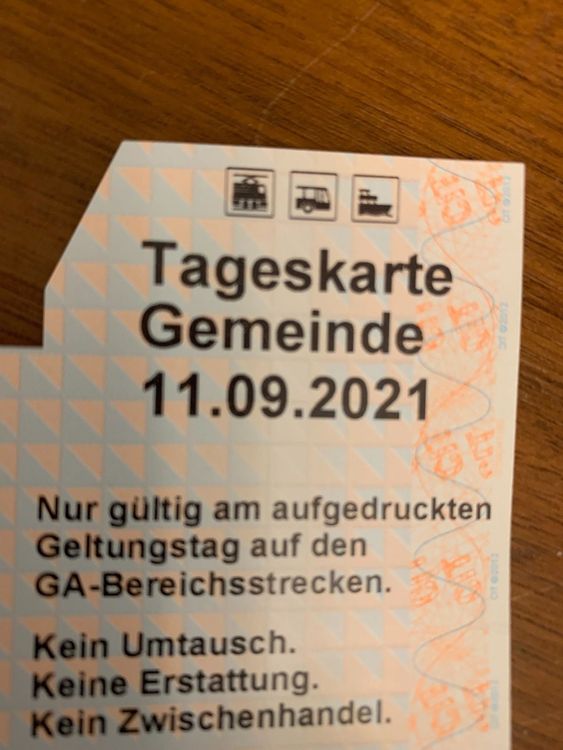 Tageskarte
Gemeinde
11.09.2021
Nur gültig am aufgedruckten
Geltungstag auf den
GA-Bereichsstrecken.
Kein Umtausch.
Keine Erstattung.
Kein Zwischenhandel.